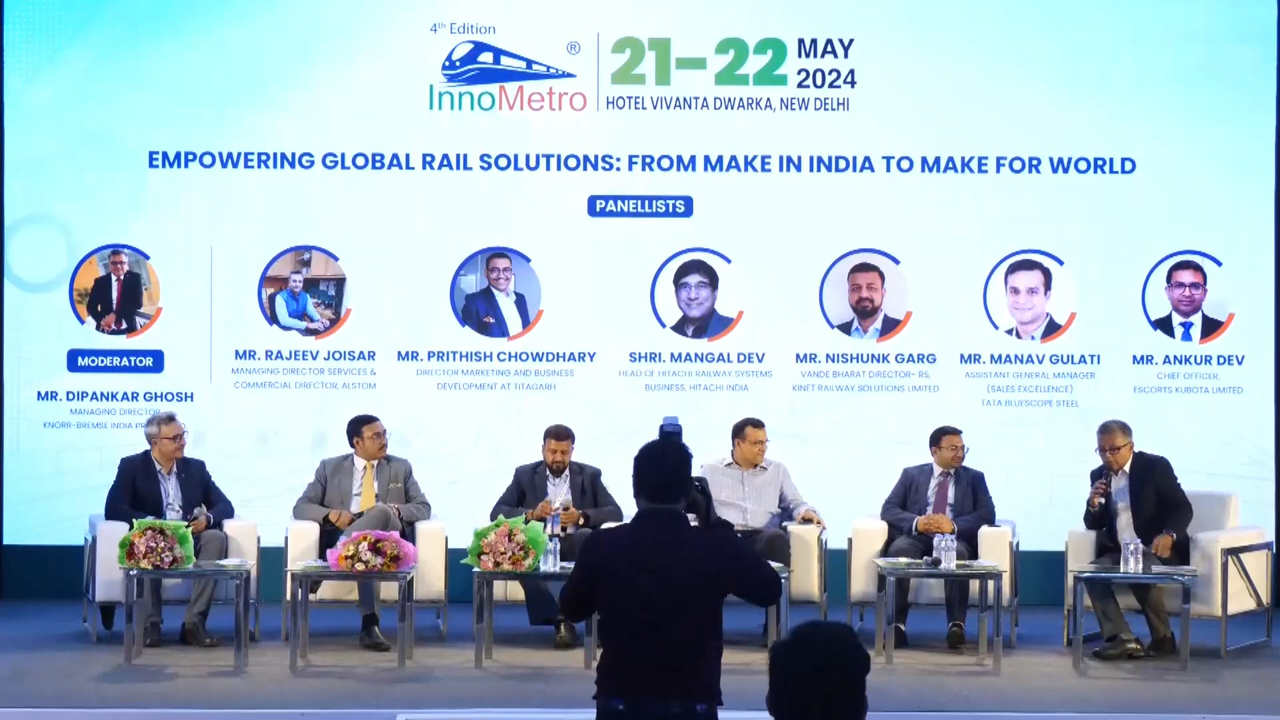 4th Edition
InnoMetro
®
21-22 MAY
2024
HOTEL VIVANTA DWARKA, NEW DELHI
EMPOWERING GLOBAL RAIL SOLUTIONS: FROM MAKE IN INDIA TO MAKE FOR WORLD
PANELLISTS
MODERATOR
MR. DIPANKAR GHOSH
MANAGING DIRECTOR
KNORR-BREMSE INDIA
MR. RAJEEV JOISAR
MANAGING DIRECTOR SERVICES &
COMMERCIAL DIRECTOR, ALSTOM
MR. PRITHISH CHOWDHARY
DIRECTOR MARKETING AND BUSINESS
DEVELOPMENT AT TITAGARH
SHRI. MANGAL DEV
HEAD OF HITACHI RAILWAY SYSTEMS
BUSINESS, HITACHI INDIA
MR. NISHUNK GARG
VANDE BHARAT DIRECTOR- RS,
KINET RAILWAY SOLUTIONS LIMITED
MR. MANAV GULATI
ASSISTANT GENERAL MANAGER
(SALES EXCELLENCE)
TATA BLUESCOPE STEEL
MR. ANKUR DEV
CHIEF OFFICER,
ESCORTS KUBOTA LIMITED